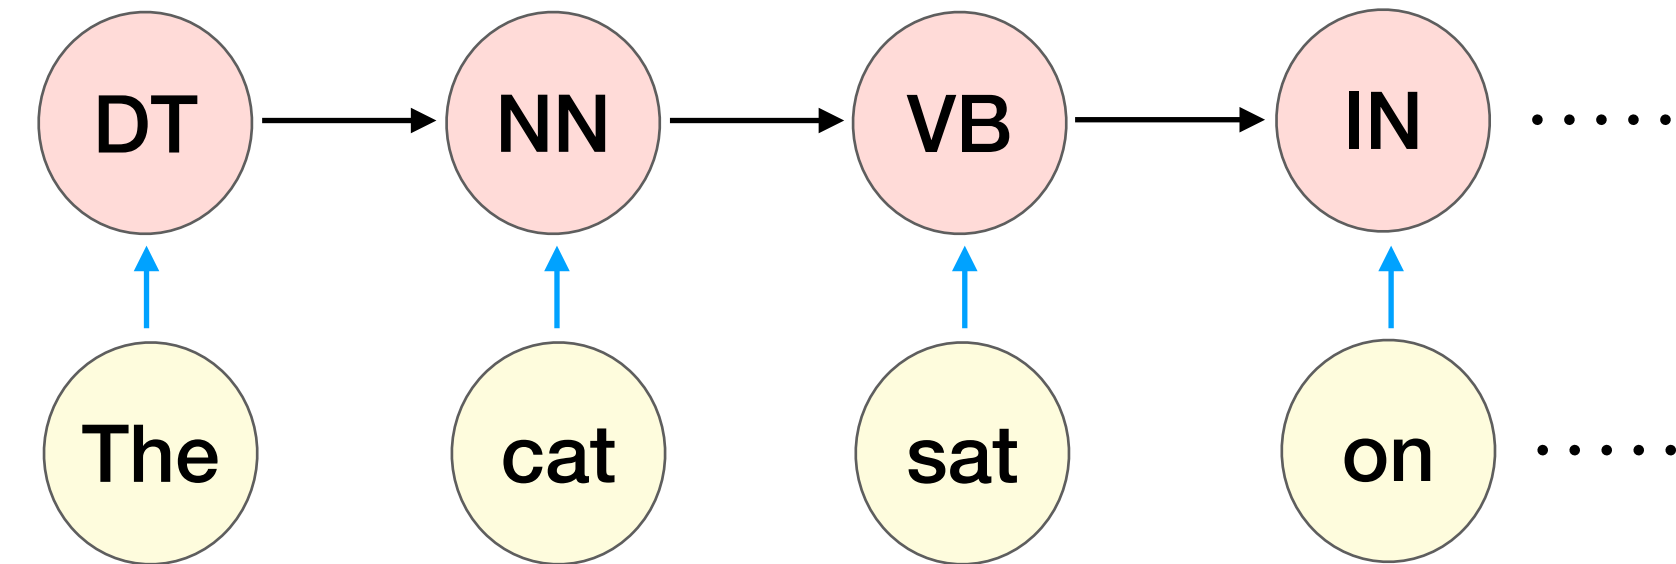 DT NN VB IN .....
The cat sat on .....